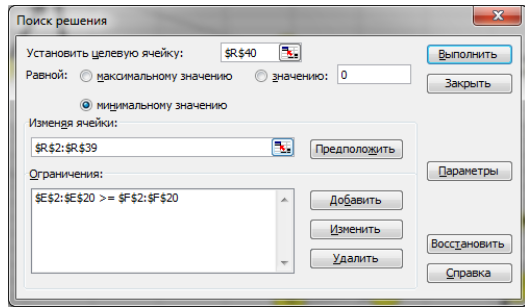 Поиск решения
Установить целевую ячейку: $R$40 Выполнить
Равной: максимальному значению значению: 0 Закрыть
минимальному значению
Изменяя ячейки:
$R$2:$R$39 Предположить
Ограничения: Параметры
$E$2:$E$20 >= $F$2:$F$20 Добавить
Изменить
Восстановить
Удалить
Справка